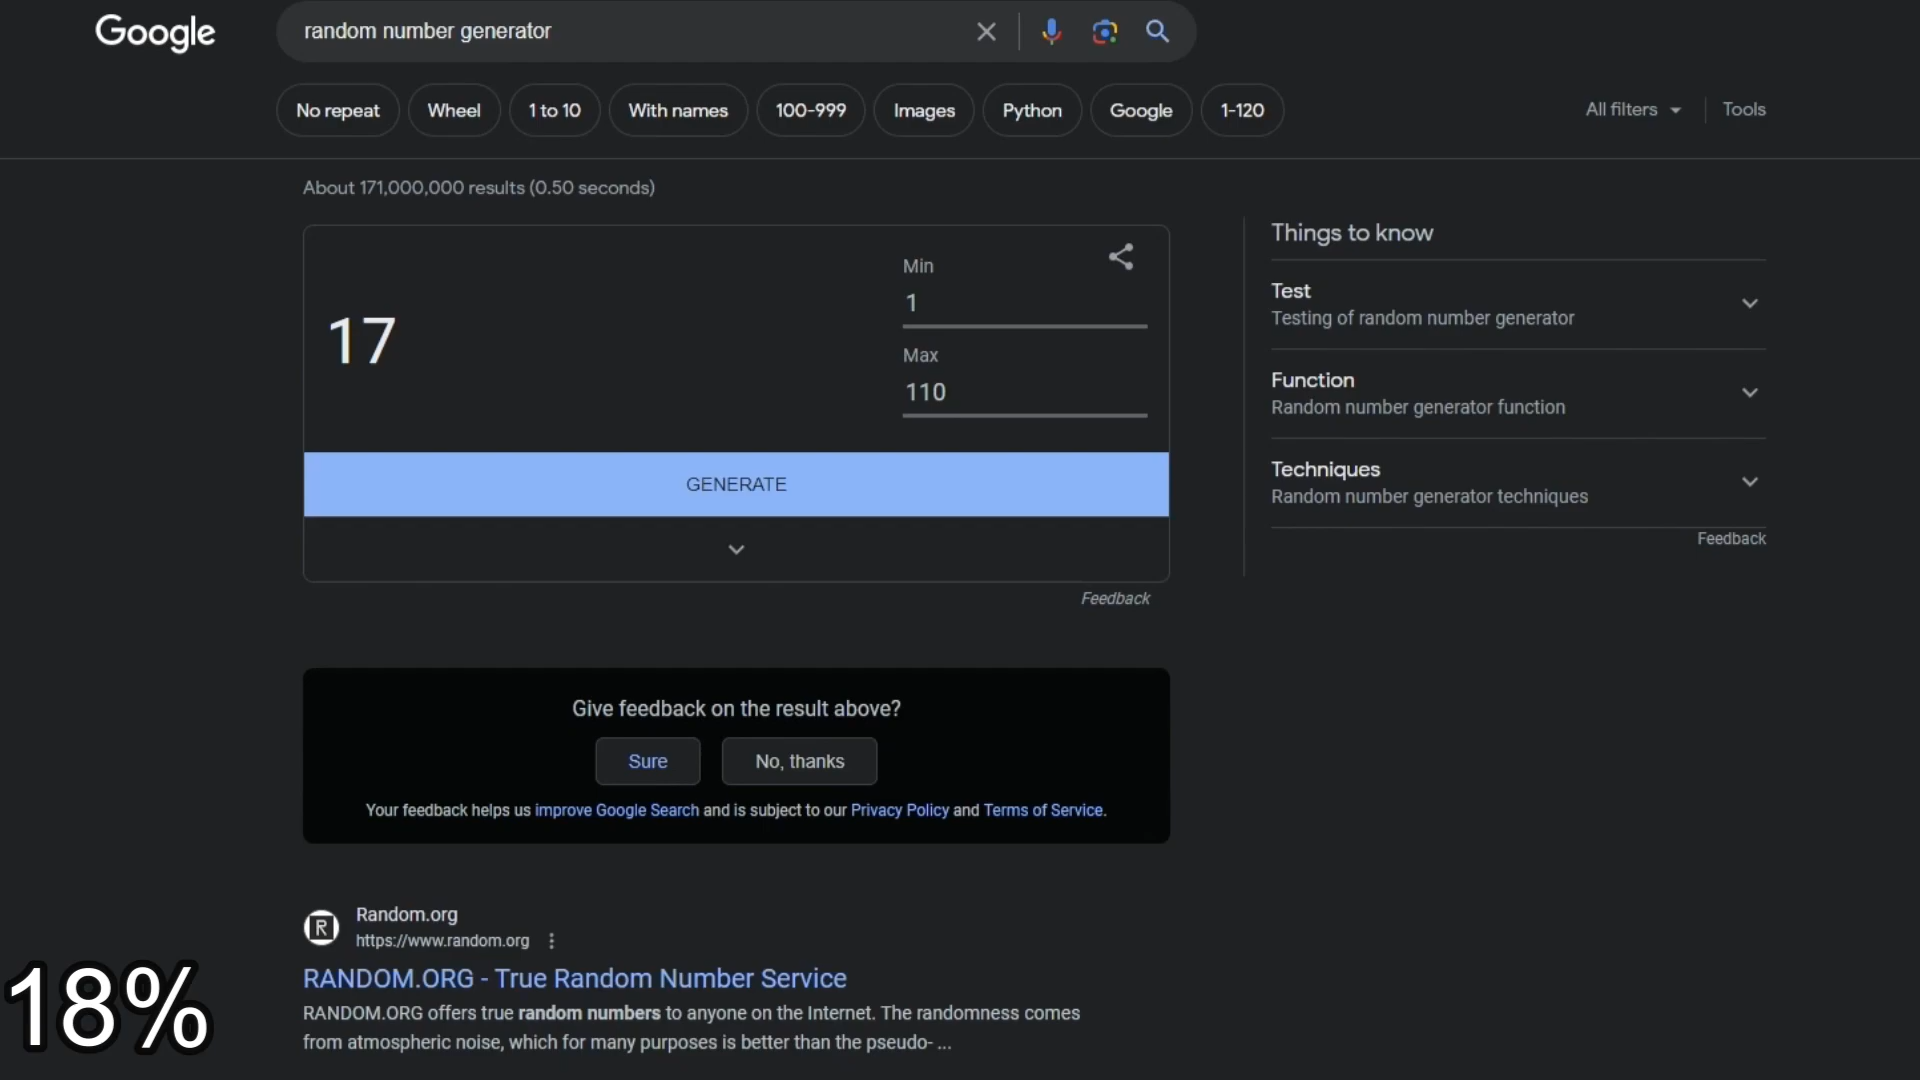 Google
random number generator
No repeat
Wheel
1 to 10
With names
100-999
Images
Python
Google
1-120
All filters
Tools
About 171,000,000 results (0.50 seconds)
17
Min
1
Max
110
GENERATE
Feedback
Things to know
Test
Testing of random number generator
Function
Random number generator function
Techniques
Random number generator techniques
Feedback
Give feedback on the result above?
Sure
No, thanks
Your feedback helps us improve Google Search and is subject to our Privacy Policy and Terms of Service.
R
Random.org
https://www.random.org
RANDOM.ORG - True Random Number Service
RANDOM.ORG offers true random numbers to anyone on the Internet. The randomness comes
from atmospheric noise, which for many purposes is better than the pseudo- ...
18%